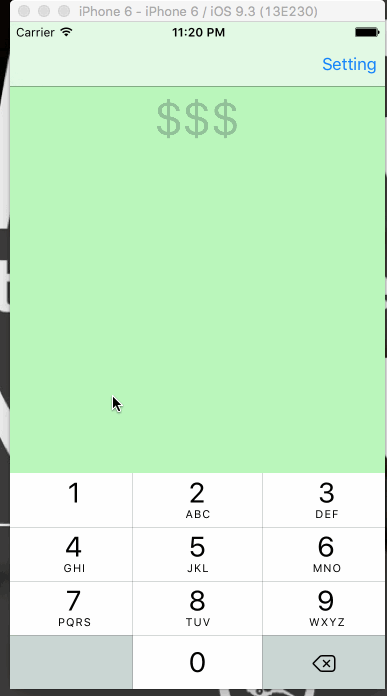 iPhone 6 - iPhone 6 / iOS 9.3 (13E230)
Carrier 11:20 PM
Setting
$$$
1 2 3
ABC DEF
4 5 6
GHI JKL MNO
7 8 9
PQRS TUV WXYZ
0